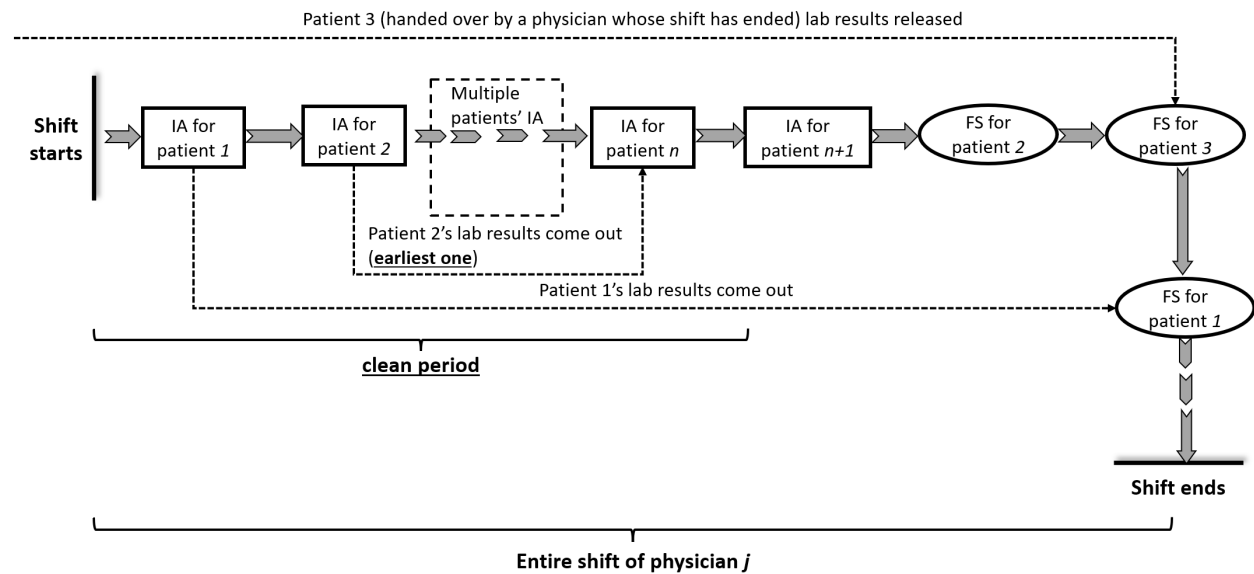 Patient 3 (handed over by a physician whose shift has ended) lab results released
Shift
starts
IA for
patient 1
IA for
patient 2
Multiple
patients' IA
IA for
patient n
IA for
patient n+1
FS for
patient 2
FS for
patient 3
Patient 2's lab results come out
(earliest one)
Patient 1's lab results come out
FS for
patient 1
clean period
Shift ends
Entire shift of physician j